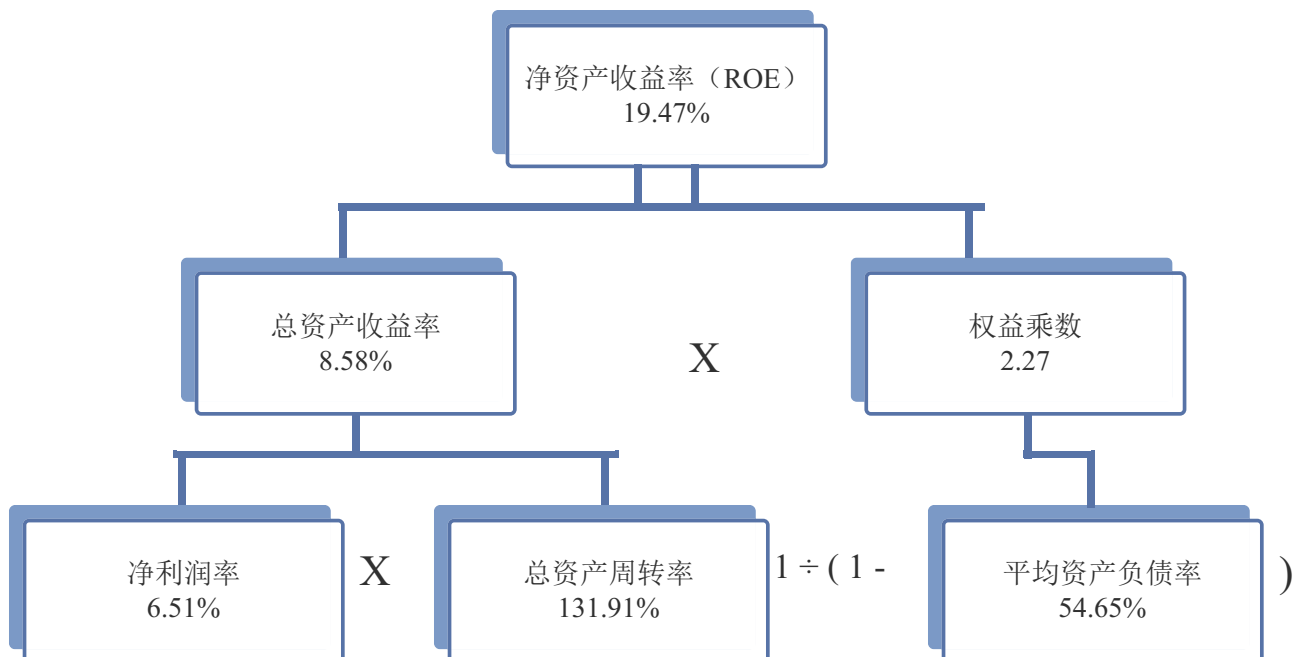 净资产收益率（ROE）
19.47%
总资产收益率
8.58%
X
权益乘数
2.27
净利润率
6.51%
X
总资产周转率
131.91%
1 ÷ ( 1 -
平均资产负债率
54.65%
)